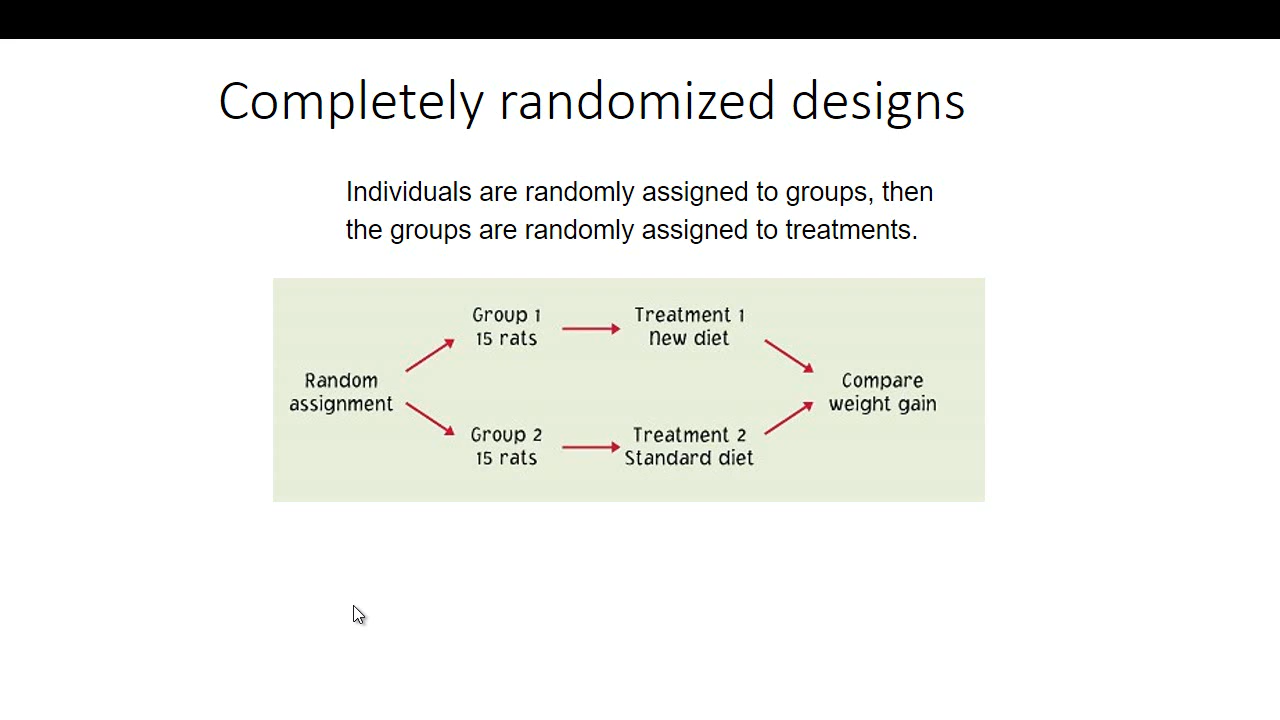 Completely randomized designs
Individuals are randomly assigned to groups, then
the groups are randomly assigned to treatments.
Group 1
15 rats
Treatment 1
New diet
Random
assignment
Compare
weight gain
Group 2
15 rats
Treatment 2
Standard diet